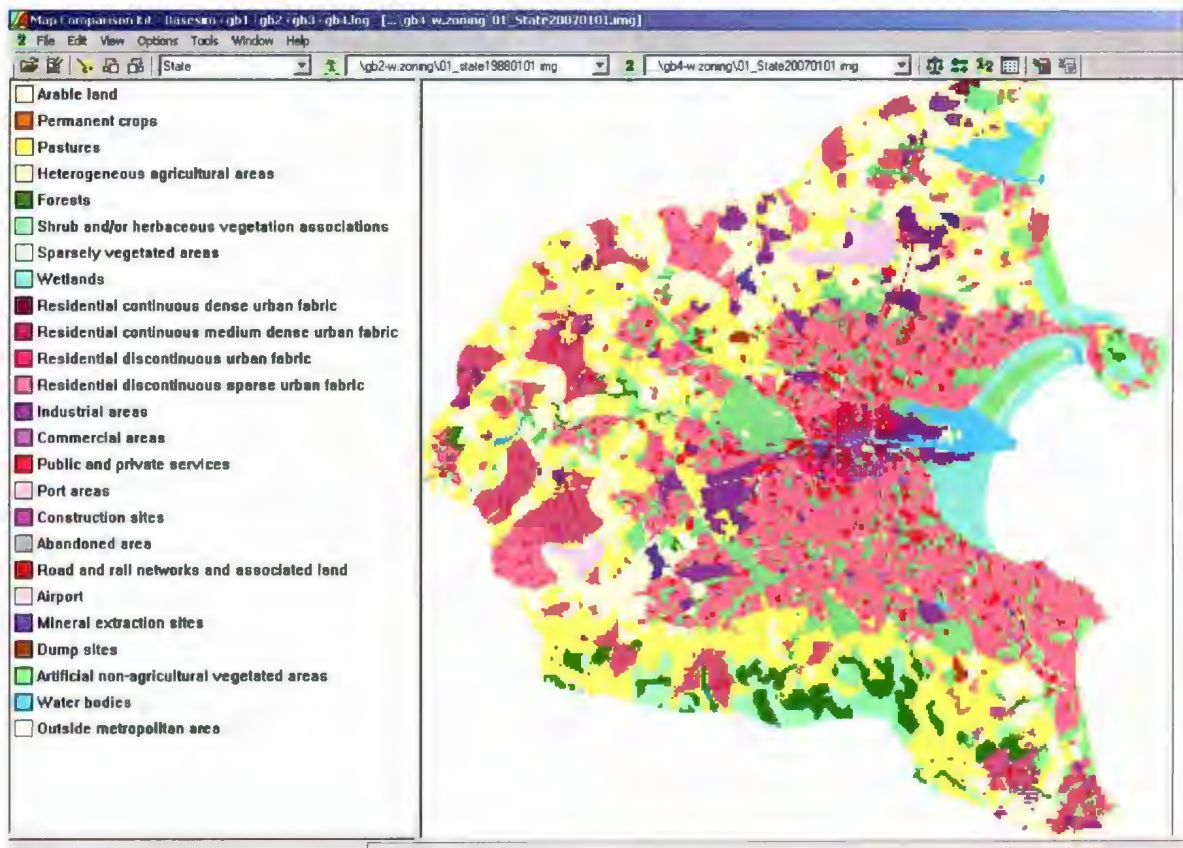 Map Comparison Kit - Basesim - gb1 - gb2 - gb3 - gb4.log - [...\gb4-w.zoning\01_State20070101.img]
2 File Edit View Options Tools Window Help
State 1 \gb2-w.zoning\01_state19880101 img 2 \gb4-w.zoning\01_State20070101 img
Arable land
Permanent crops
Pastures
Heterogeneous agricultural areas
Forests
Shrub and/or herbaceous vegetation associations
Sparsely vegetated areas
Wetlands
Residential continuous dense urban fabric
Residential continuous medium dense urban fabric
Residential discontinuous urban fabric
Residential discontinuous sparse urban fabric
Industrial areas
Commercial areas
Public and private services
Port areas
Construction sites
Abandoned area
Road and rail networks and associated land
Airport
Mineral extraction sites
Dump sites
Artificial non-agricultural vegetated areas
Water bodies
Outside metropolitan area